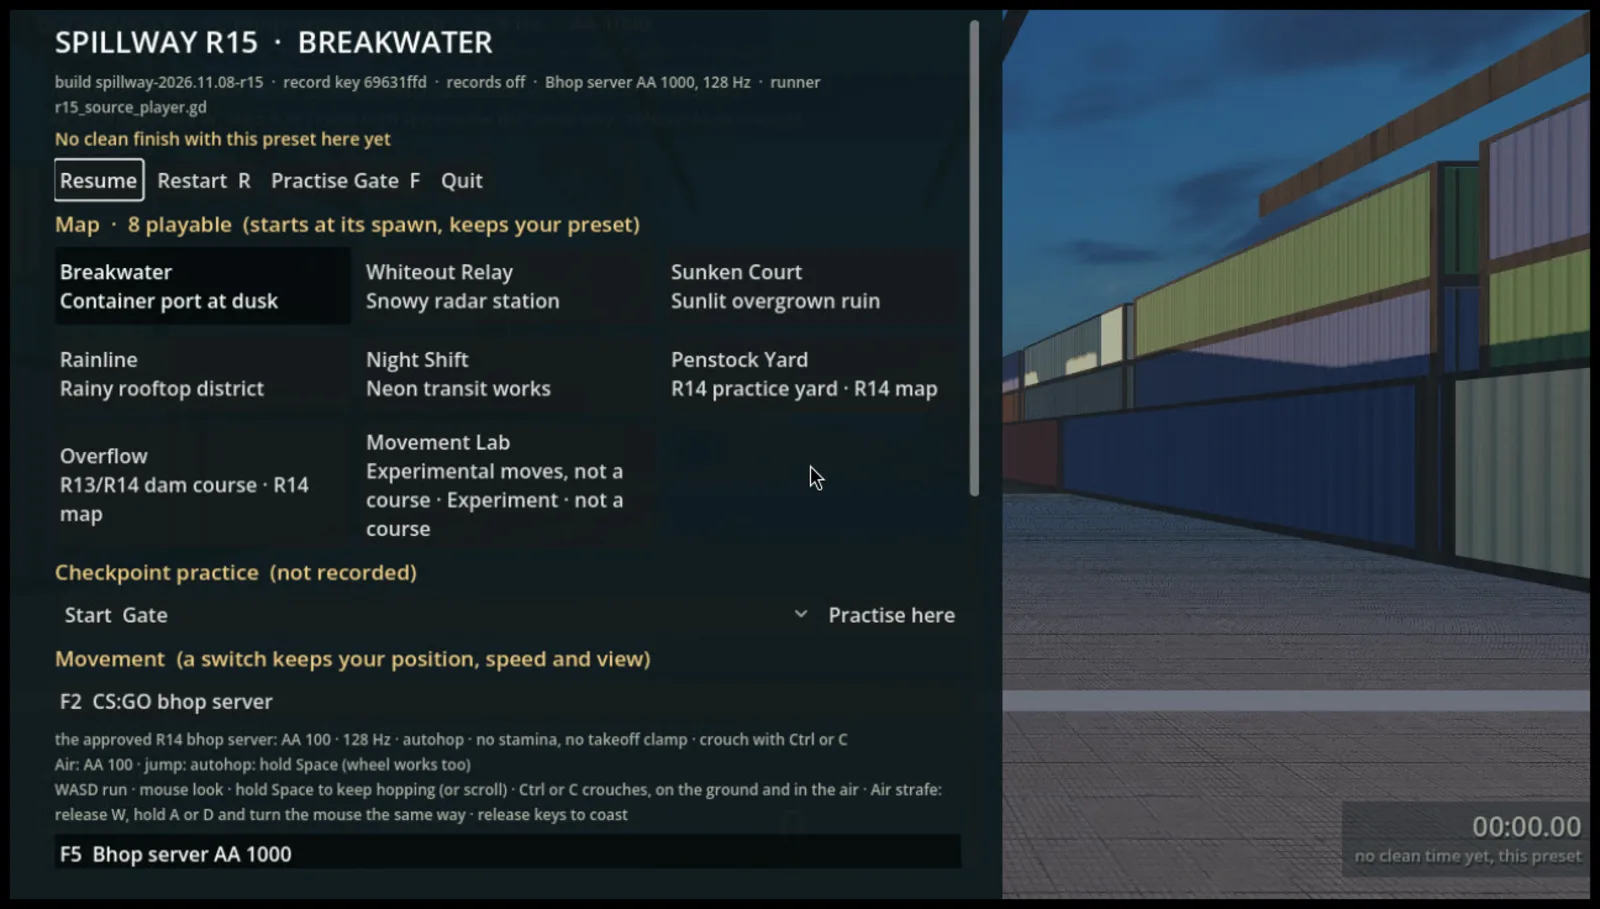 SPILLWAY R15 · BREAKWATER
build spillway-2026.11.08-r15 · record key 69631ffd · records off · Bhop server AA 1000, 128 Hz · runner
r15_source_player.gd
No clean finish with this preset here yet
Resume Restart R Practise Gate F Quit
Map · 8 playable (starts at its spawn, keeps your preset)
Breakwater
Container port at dusk
Whiteout Relay
Snowy radar station
Sunken Court
Sunlit overgrown ruin
Rainline
Rainy rooftop district
Night Shift
Neon transit works
Penstock Yard
R14 practice yard · R14 map
Overflow
R13/R14 dam course · R14
map
Movement Lab
Experimental moves, not a
course · Experiment · not a
course
Checkpoint practice (not recorded)
Start Gate
Practise here
Movement (a switch keeps your position, speed and view)
F2 CS:GO bhop server
the approved R14 bhop server: AA 100 · 128 Hz · autohop · no stamina, no takeoff clamp · crouch with Ctrl or C
Air: AA 100 · jump: autohop: hold Space (wheel works too)
WASD run · mouse look · hold Space to keep hopping (or scroll) · Ctrl or C crouches, on the ground and in the air · Air strafe:
release W, hold A or D and turn the mouse the same way · release keys to coast
F5 Bhop server AA 1000
00:00.00
no clean time yet, this preset